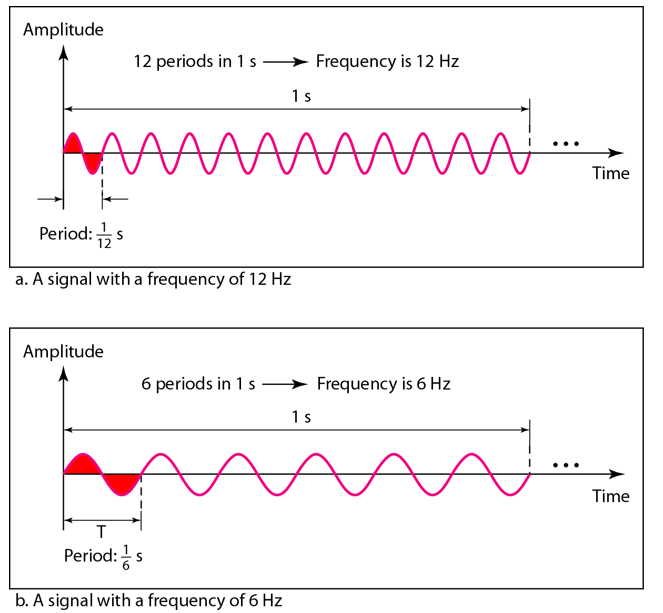 Amplitude
12 periods in 1 s → Frequency is 12 Hz
1 s
•••
Time
Period: 1/12 s
a. A signal with a frequency of 12 Hz
Amplitude
6 periods in 1 s → Frequency is 6 Hz
1 s
•••
Time
T
Period: 1/6 s
b. A signal with a frequency of 6 Hz